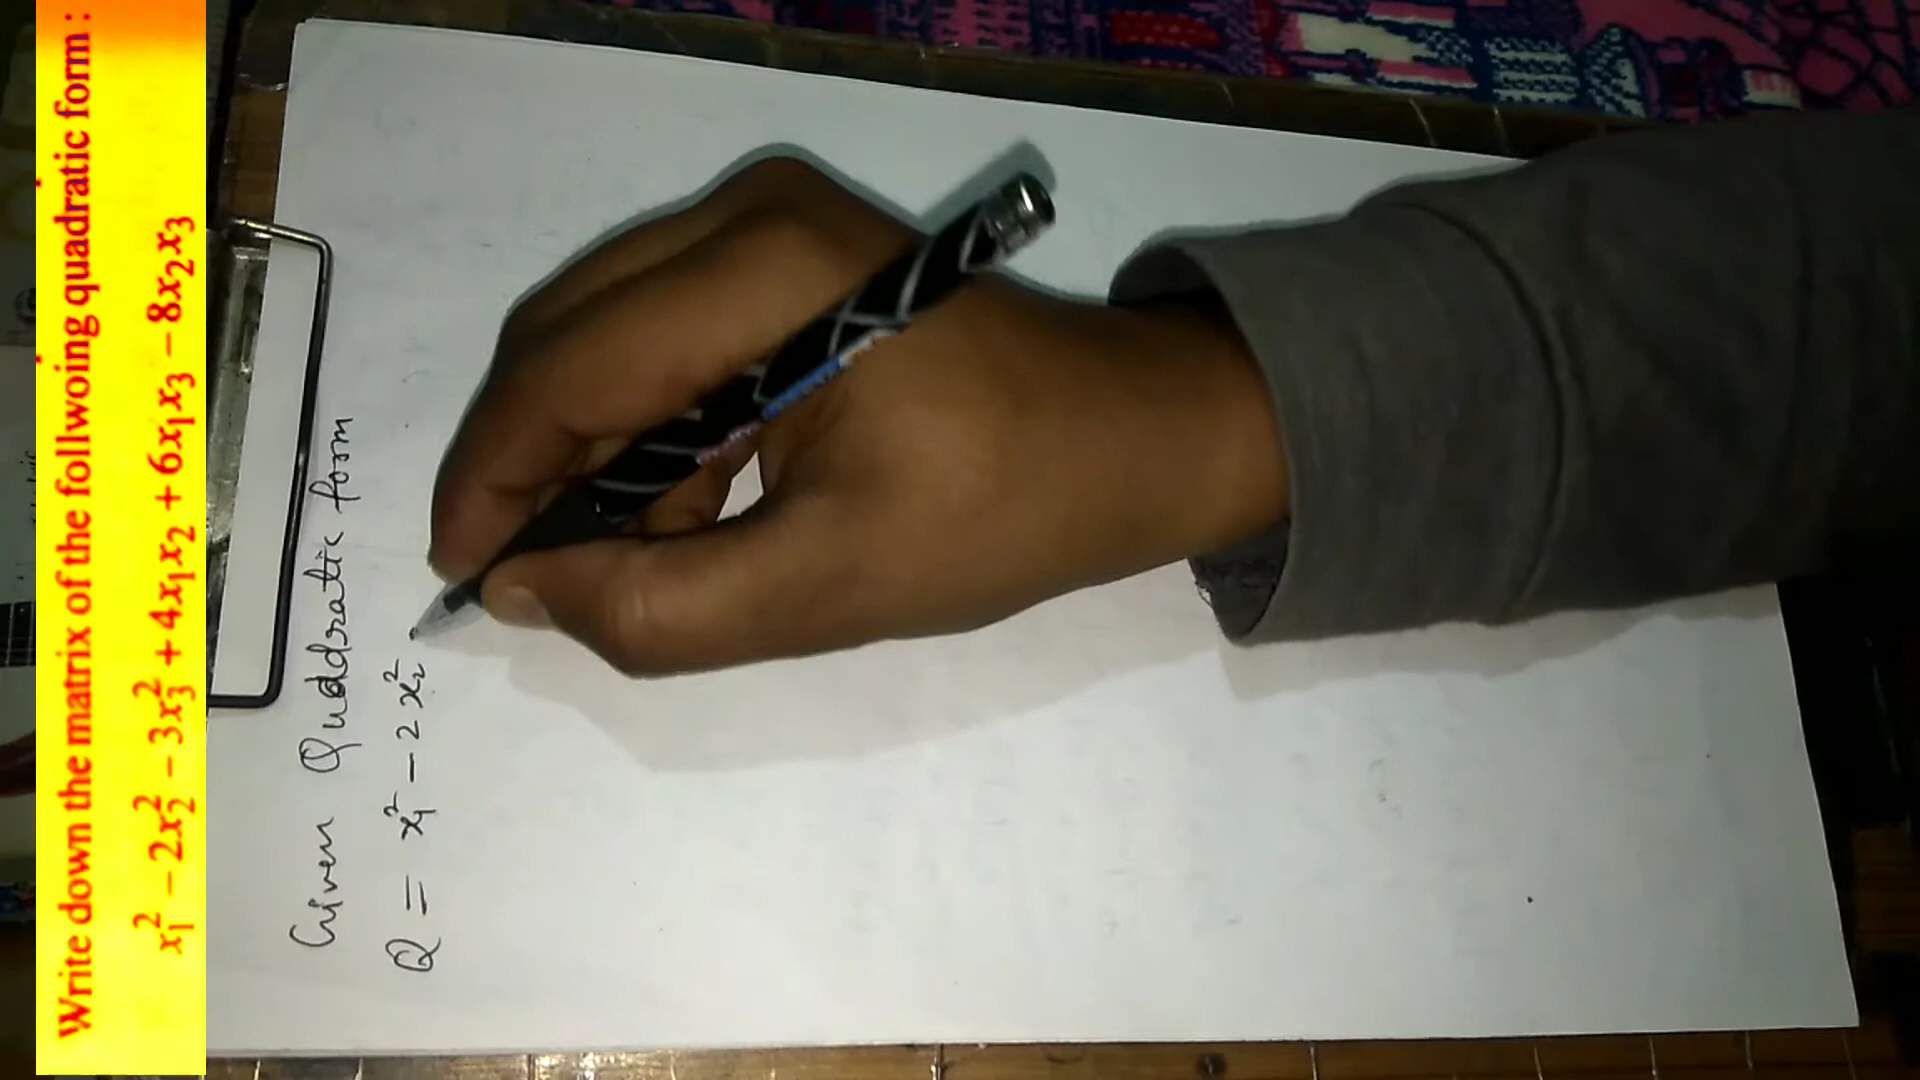 Write down the matrix of the follwoing quadratic form :
x₁² − 2x₂² − 3x₃² + 4x₁x₂ + 6x₁x₃ − 8x₂x₃
Given Quddratic form
Q = x₁² − 2x₂²